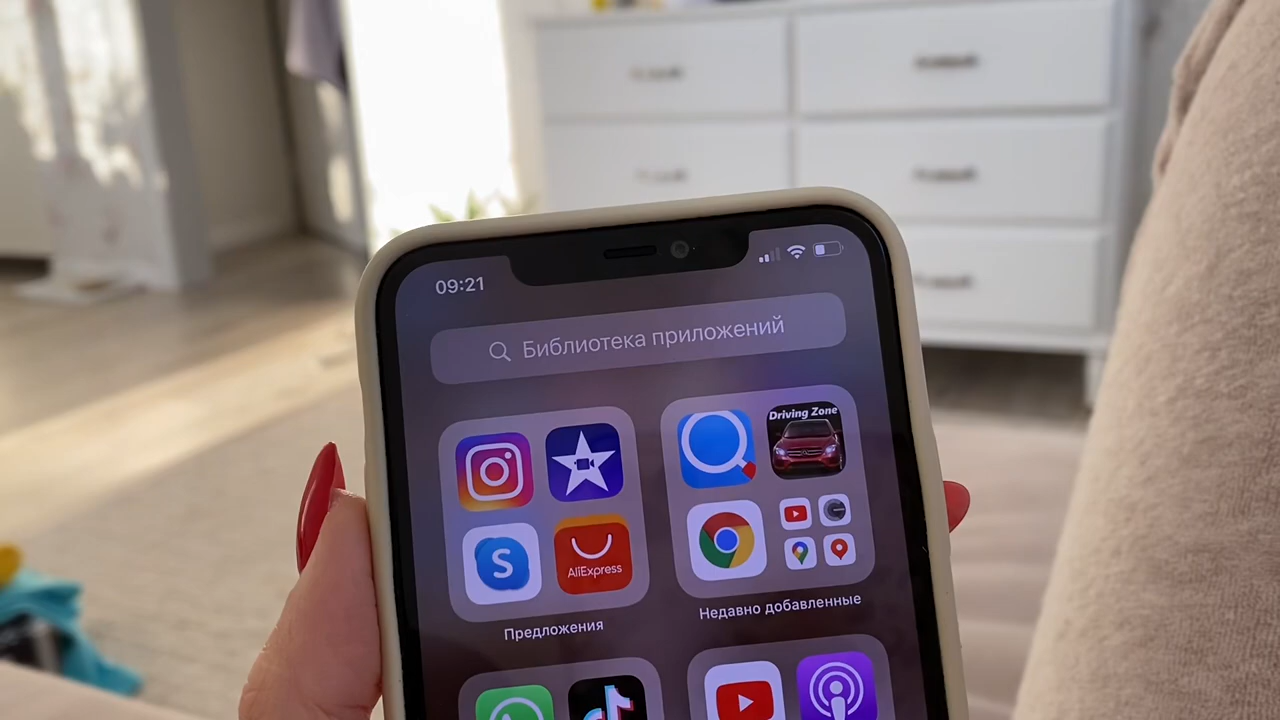 09:21
Библиотека приложений
Driving Zone
S
AliExpress
Предложения
Недавно добавленные